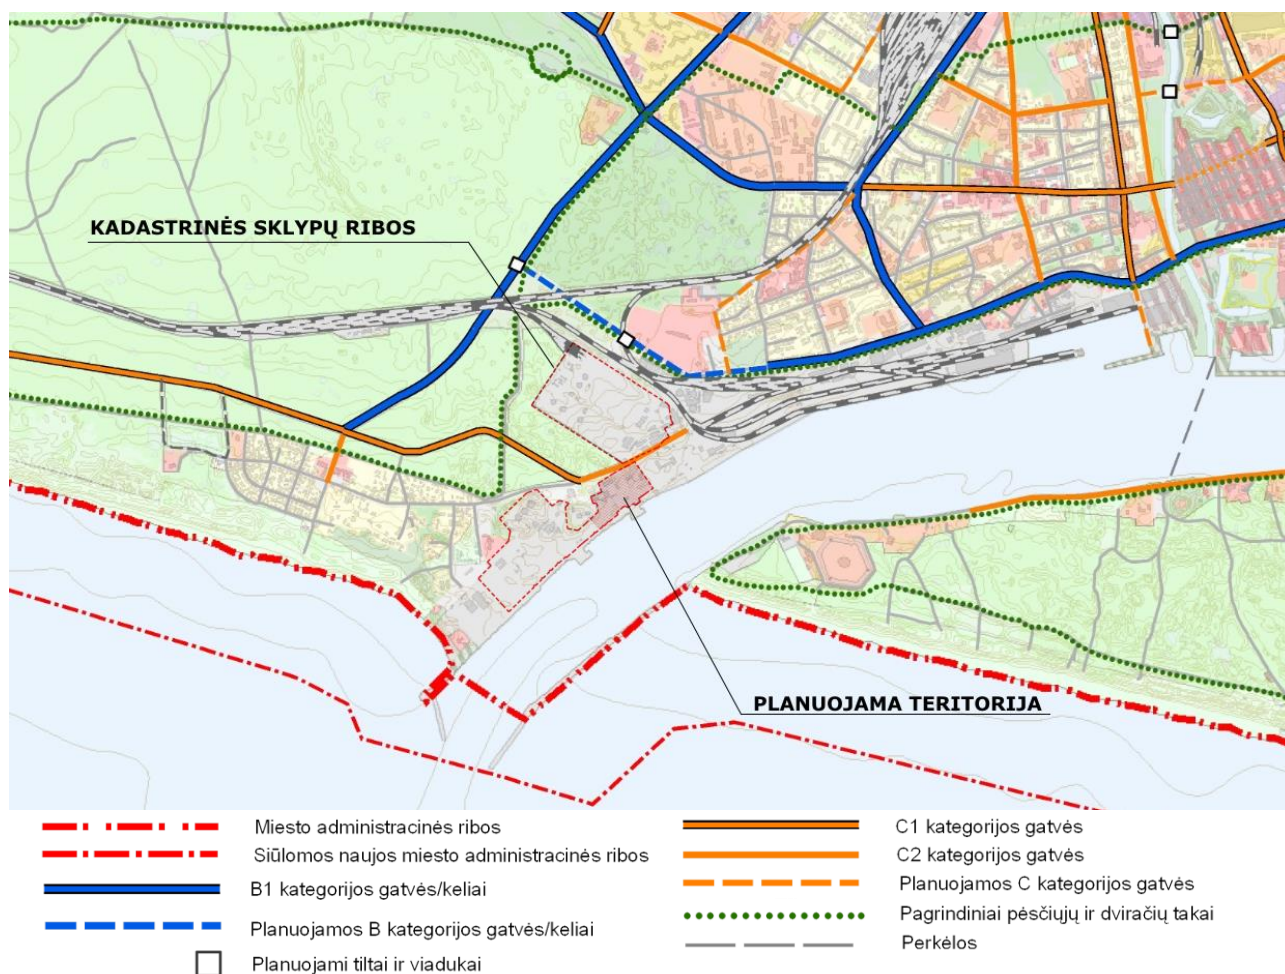 KADASTRINĖS SKLYPŲ RIBOS
PLANUOJAMA TERITORIJA
Miesto administracinės ribos
Siūlomos naujos miesto administracinės ribos
B1 kategorijos gatvės/keliai
Planuojamos B kategorijos gatvės/keliai
Planuojami tiltai ir viadukai
C1 kategorijos gatvės
C2 kategorijos gatvės
Planuojamos C kategorijos gatvės
Pagrindiniai pėsčiųjų ir dviračių takai
Perkėlos